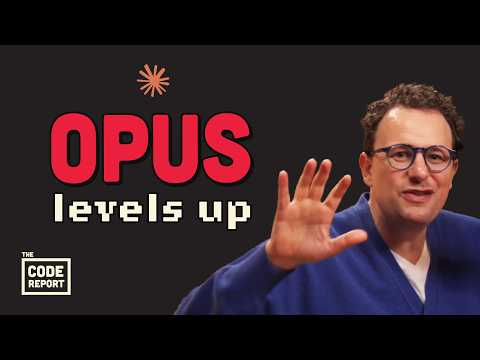 OPUS
levels up
THE
CODE
REPORT